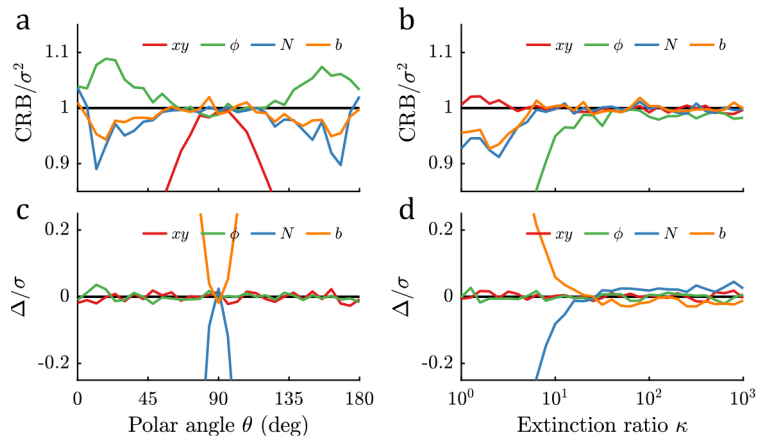 a
xy ϕ N b
CRB/σ²
1.1
1
0.9
b
xy ϕ N b
CRB/σ²
1.1
1
0.9
c
xy ϕ N b
Δ/σ
0.2
0
-0.2
0 45 90 135 180
Polar angle θ (deg)
d
xy ϕ N b
Δ/σ
0.2
0
-0.2
10⁰ 10¹ 10² 10³
Extinction ratio κ